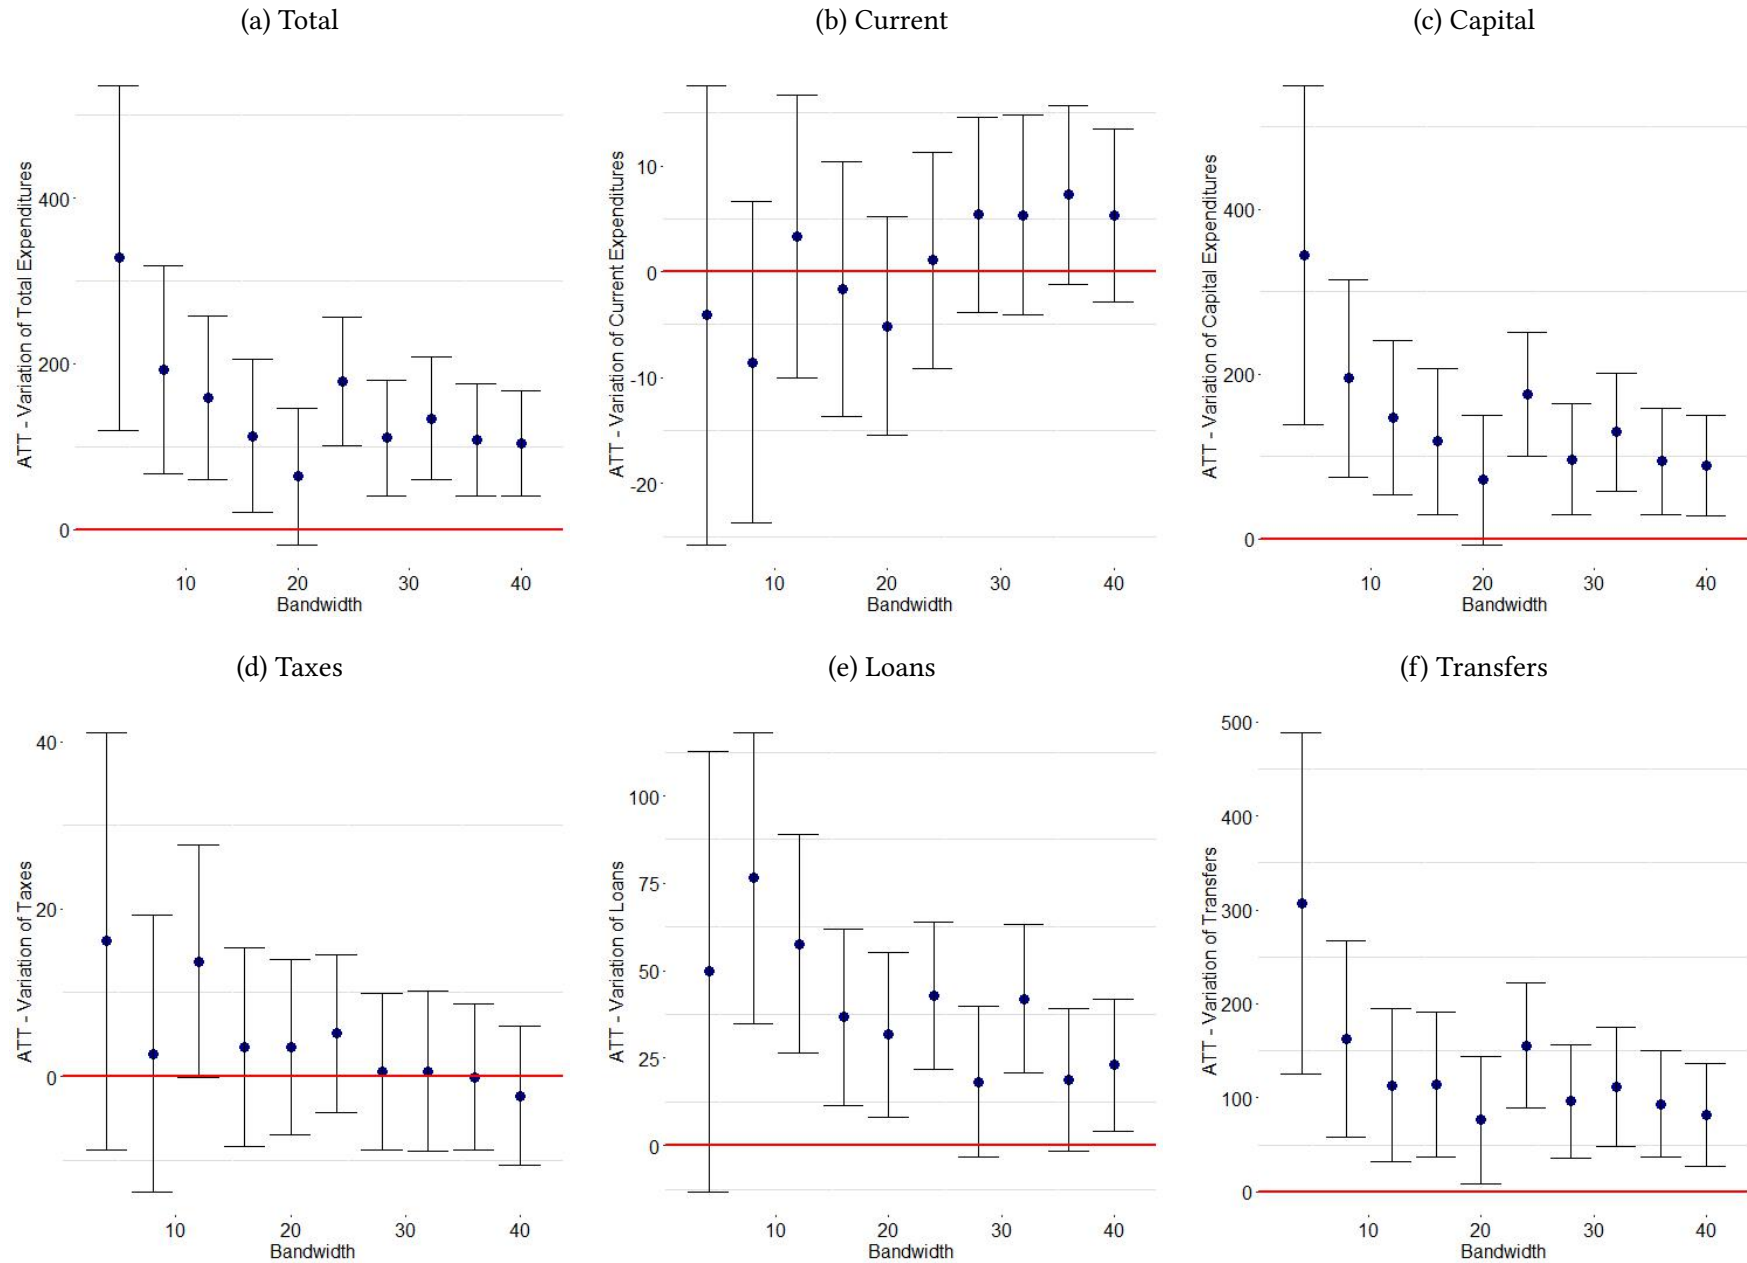 (a) Total
ATT - Variation of Total Expenditures
400
200
0
10 20 30 40
Bandwidth
(b) Current
ATT - Variation of Current Expenditures
10
0
-10
-20
10 20 30 40
Bandwidth
(c) Capital
ATT - Variation of Capital Expenditures
400
200
0
10 20 30 40
Bandwidth
(d) Taxes
ATT - Variation of Taxes
40
20
0
10 20 30 40
Bandwidth
(e) Loans
ATT - Variation of Loans
100
75
50
25
0
10 20 30 40
Bandwidth
(f) Transfers
ATT - Variation of Transfers
500
400
300
200
100
0
10 20 30 40
Bandwidth